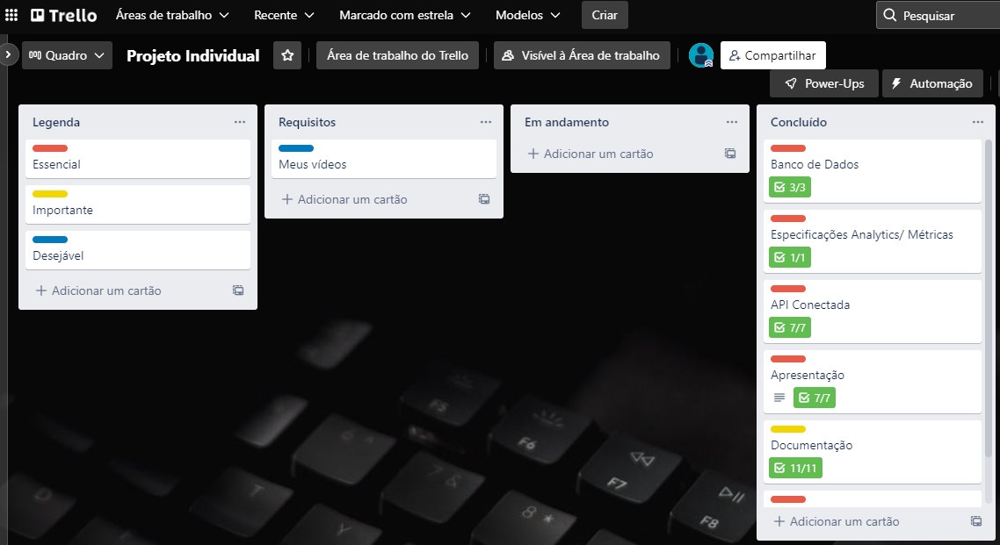 Trello Áreas de trabalho Recente Marcado com estrela Modelos Criar Pesquisar
Quadro Projeto Individual Área de trabalho do Trello Visível à Área de trabalho Compartilhar
Power-Ups Automação
Legenda
Essencial
Importante
Desejável
+ Adicionar um cartão
Requisitos
Meus vídeos
+ Adicionar um cartão
Em andamento
+ Adicionar um cartão
Concluído
Banco de Dados
3/3
Especificações Analytics/ Métricas
1/1
API Conectada
7/7
Apresentação
7/7
Documentação
11/11
+ Adicionar um cartão
F5
F6
F7
F8
6 ^
7 &
8 *
T
Y